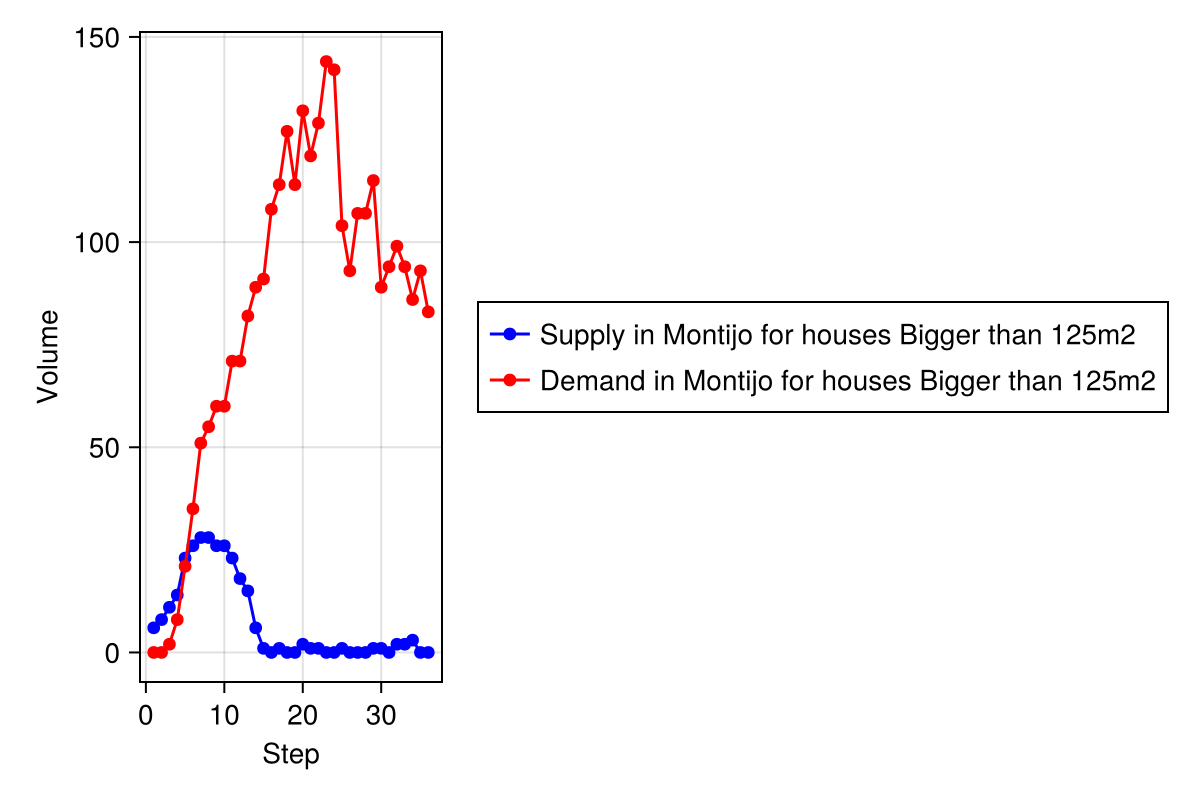 150
100
50
0
Volume
0 10 20 30
Step
Supply in Montijo for houses Bigger than 125m2
Demand in Montijo for houses Bigger than 125m2